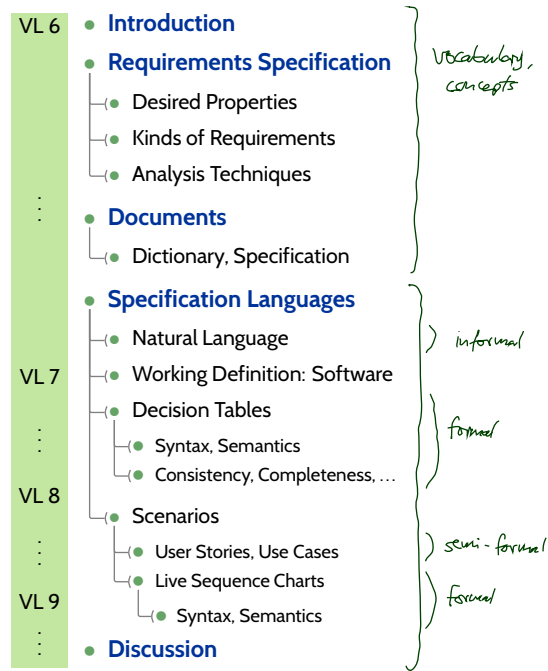 VL 6
Introduction
Requirements Specification
vocabulary,
concepts
Desired Properties
Kinds of Requirements
Analysis Techniques
⋮
Documents
Dictionary, Specification
Specification Languages
Natural Language
informal
VL 7
Working Definition: Software
Decision Tables
formal
⋮
Syntax, Semantics
Consistency, Completeness, …
VL 8
Scenarios
⋮
User Stories, Use Cases
semi-formal
Live Sequence Charts
formal
VL 9
Syntax, Semantics
⋮
Discussion